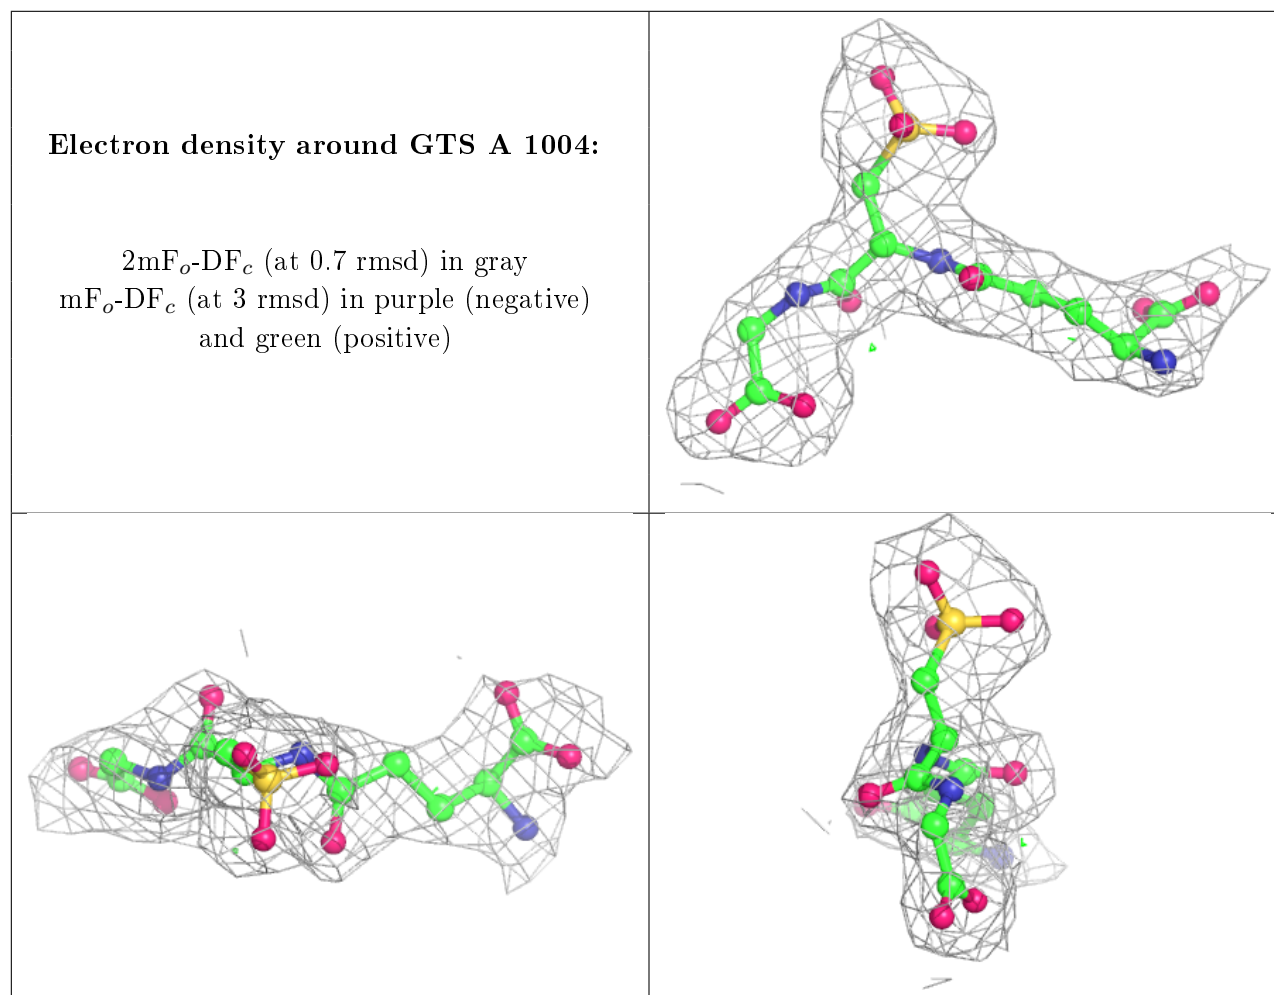 Electron density around GTS A 1004:
2mFo-DFc (at 0.7 rmsd) in gray
mFo-DFc (at 3 rmsd) in purple (negative)
and green (positive)